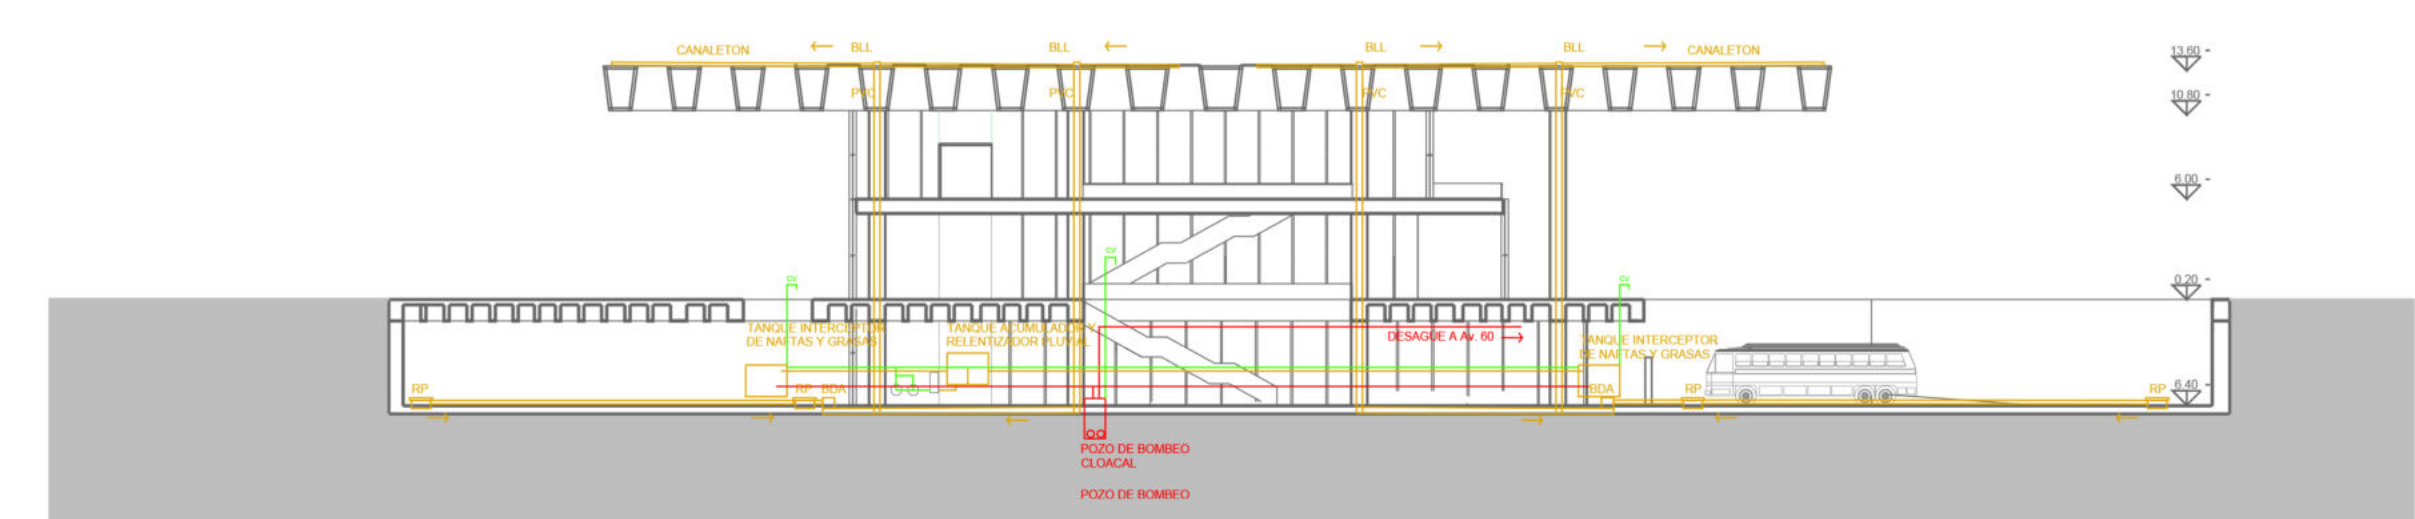 CANALETON
BLL
BLL
BLL
BLL
CANALETON
13.60
PVC
PVC
PVC
PVC
10.80
6.00
0.20
TANQUE INTERCEPTOR
DE NAFTAS Y GRASAS
TANQUE ACUMULADOR Y
RELENTIZADOR PLUVIAL
DESAGUE A Av. 60
TANQUE INTERCEPTOR
DE NAFTAS Y GRASAS
RP
RP
BDA
BDA
RP
RP
6.40
POZO DE BOMBEO
CLOACAL
POZO DE BOMBEO